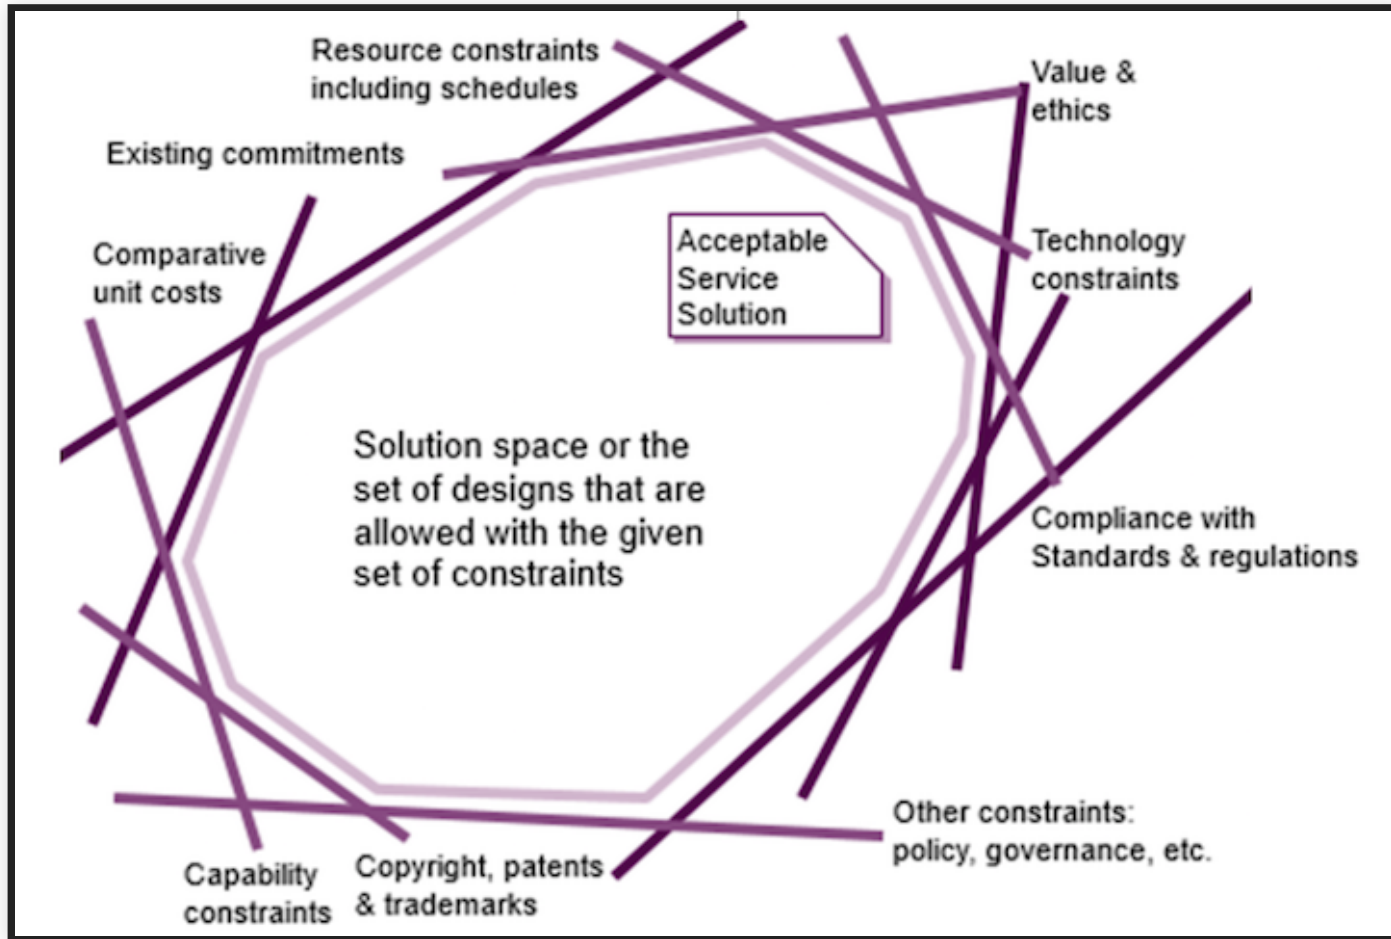 Resource constraints
including schedules
Value &
ethics
Existing commitments
Comparative
unit costs
Acceptable
Service
Solution
Technology
constraints
Solution space or the
set of designs that are
allowed with the given
set of constraints
Compliance with
Standards & regulations
Other constraints:
policy, governance, etc.
Capability
constraints
Copyright, patents
& trademarks